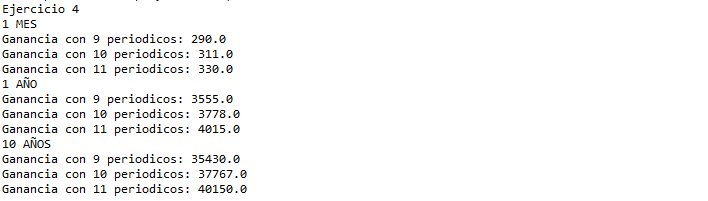 Ejercicio 4
1 MES
Ganancia con 9 periodicos: 290.0
Ganancia con 10 periodicos: 311.0
Ganancia con 11 periodicos: 330.0
1 AÑO
Ganancia con 9 periodicos: 3555.0
Ganancia con 10 periodicos: 3778.0
Ganancia con 11 periodicos: 4015.0
10 AÑOS
Ganancia con 9 periodicos: 35430.0
Ganancia con 10 periodicos: 37767.0
Ganancia con 11 periodicos: 40150.0